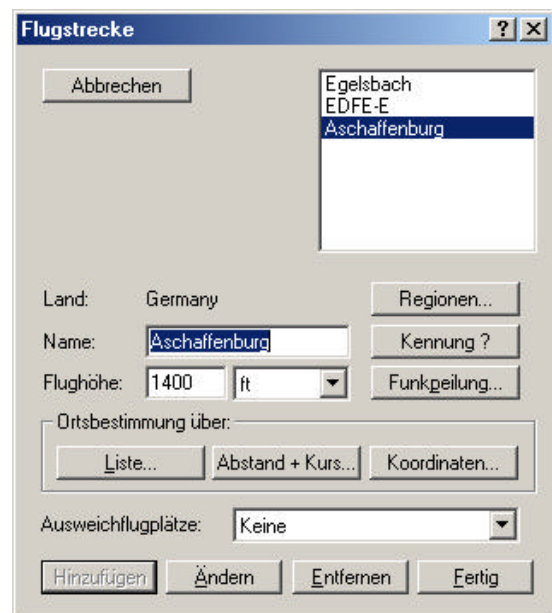 Flugstrecke
Abbrechen
Egelsbach
EDFE-E
Aschaffenburg
Land: Germany Regionen...
Name: Aschaffenburg Kennung ?
Flughöhe: 1400 ft Funkpeilung...
Ortsbestimmung über:
Liste... Abstand + Kurs... Koordinaten...
Ausweichflugplätze: Keine
Hinzufügen Ändern Entfernen Fertig